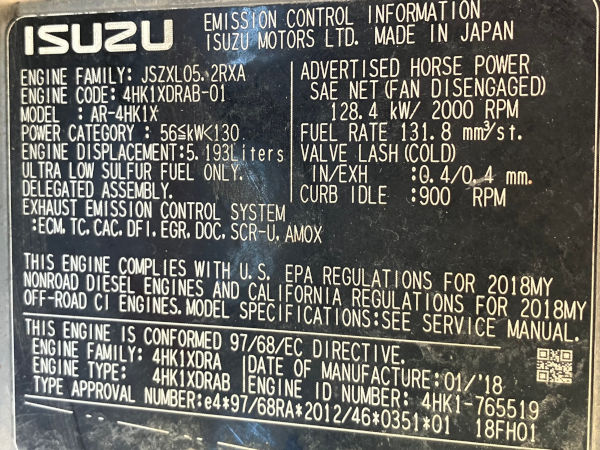 ISUZU
EMISSION CONTROL INFORMATION
ISUZU MOTORS LTD. MADE IN JAPAN
ENGINE FAMILY: JSZXL05.2RXA
ENGINE CODE: 4HK1XDRAB-01
MODEL : AR-4HK1X
POWER CATEGORY : 56≦kW<130
ENGINE DISPLACEMENT:5.193Liters
ULTRA LOW SULFUR FUEL ONLY.
DELEGATED ASSEMBLY.
EXHAUST EMISSION CONTROL SYSTEM
:ECM, TC, CAC, DFI, EGR, DOC, SCR-U, AMOX
ADVERTISED HORSE POWER
SAE NET(FAN DISENGAGED)
128.4 kW/ 2000 RPM
FUEL RATE 131.8 mm³/st.
VALVE LASH(COLD)
IN/EXH :0.4/0.4 mm.
CURB IDLE :900 RPM
THIS ENGINE COMPLIES WITH U.S. EPA REGULATIONS FOR 2018MY
NONROAD DIESEL ENGINES AND CALIFORNIA REGULATIONS FOR 2018MY
OFF-ROAD CI ENGINES. MODEL SPECIFICATIONS:SEE SERVICE MANUAL.
THIS ENGINE IS CONFORMED 97/68/EC DIRECTIVE.
ENGINE FAMILY: 4HK1XDRA DATE OF MANUFACTURE:01/'18
ENGINE TYPE: 4HK1XDRAB ENGINE ID NUMBER: 4HK1-765519
TYPE APPROVAL NUMBER:e4*97/68RA*2012/46*0351*01 18FH01